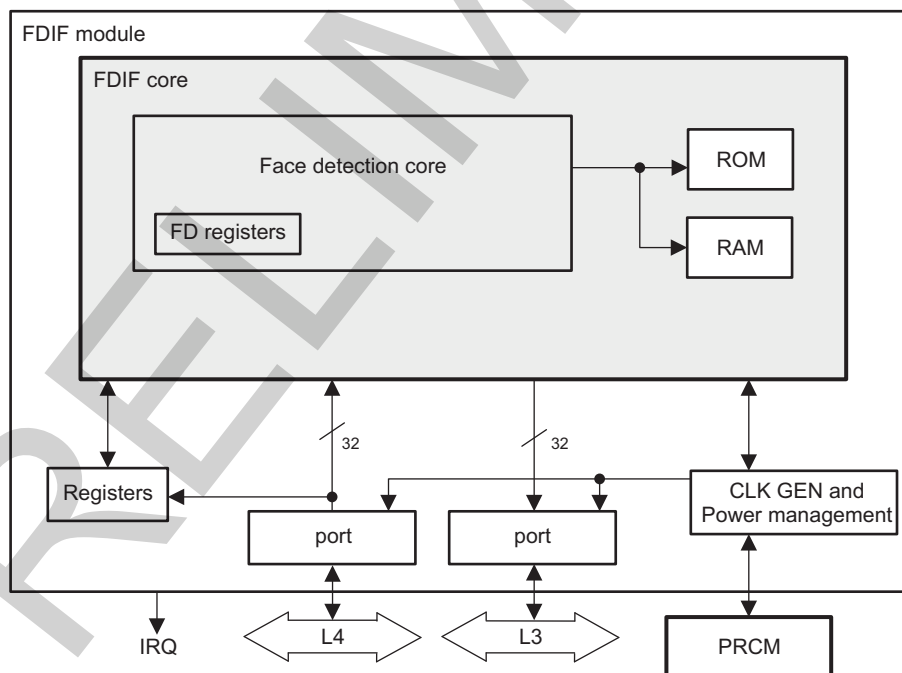 FDIF module
FDIF core
Face detection core
FD registers
ROM
RAM
32
32
Registers
port
port
CLK GEN and
Power management
IRQ
L4
L3
PRCM
RELIM